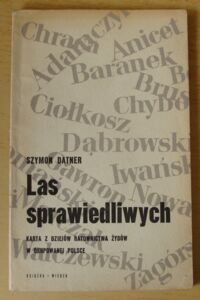 Chra
Adamczy
Anicet
Baranek
B
Bru
Ciołkosz
Chybo
Dąbrowski
SZYMON DATNER
Iwański
Las
sprawiedliwych
Gawron
Nowa
KARTA Z DZIEJÓW RATOWNICTWA ŻYDÓW
W OKUPOWANEJ POLSCE
Walczewski
Zagórs
KSIĄŻKA I WIEDZA